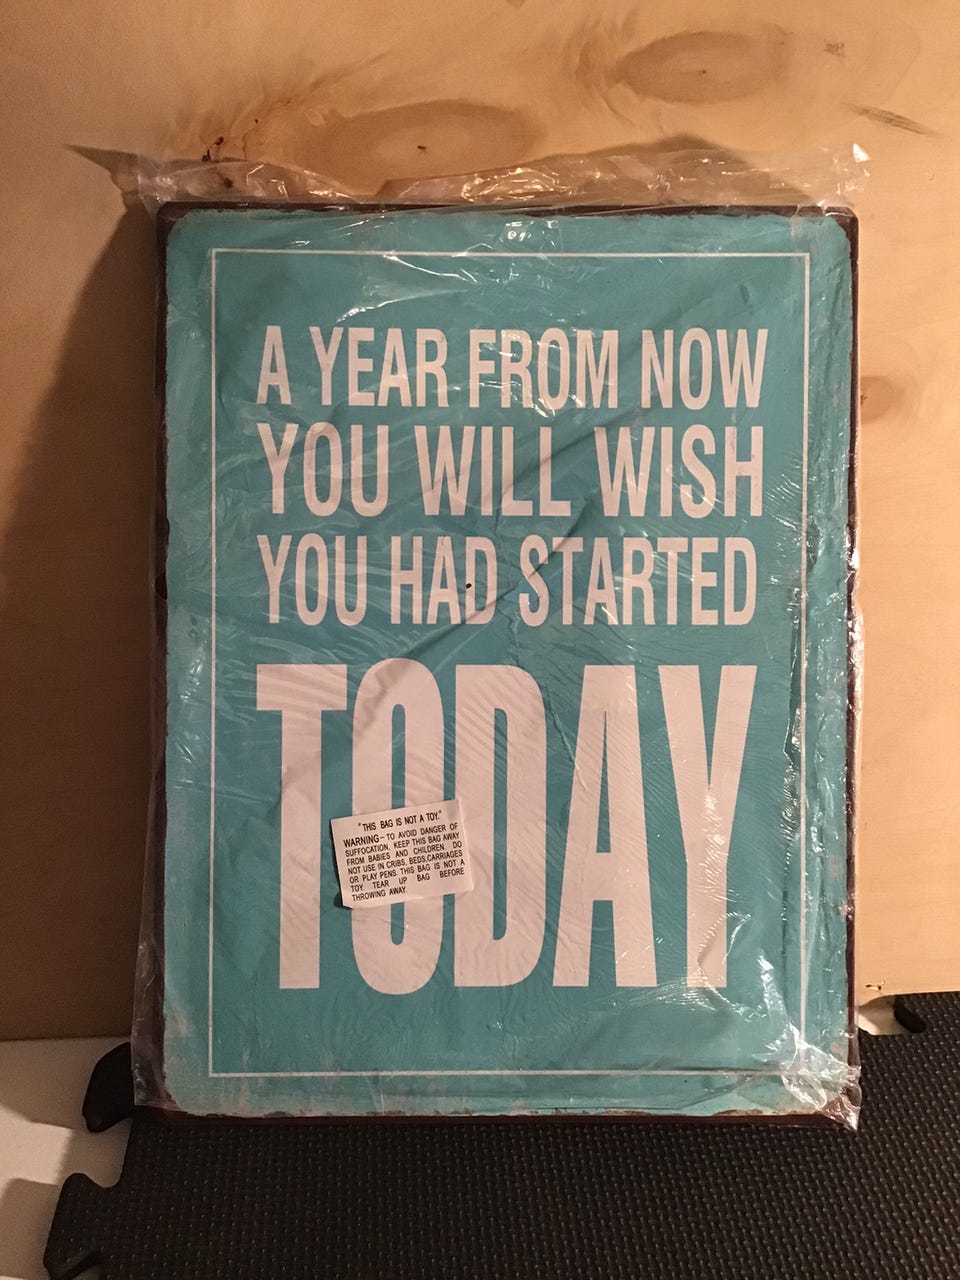 A YEAR FROM NOW
YOU WILL WISH
YOU HAD STARTED
TODAY
"THIS BAG IS NOT A TOY."
WARNING – TO AVOID DANGER OF
SUFFOCATION, KEEP THIS BAG AWAY
FROM BABIES AND CHILDREN. DO
NOT USE IN CRIBS, BEDS,CARRIAGES
OR PLAY PENS. THIS BAG IS NOT A
TOY. TEAR UP BAG BEFORE
THROWING AWAY.